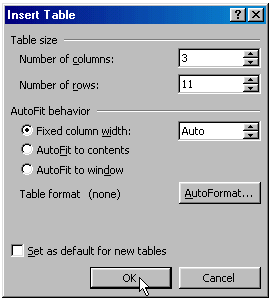 Insert Table
Table size
Number of columns: 3
Number of rows: 11
AutoFit behavior
Fixed column width: Auto
AutoFit to contents
AutoFit to window
Table format (none) AutoFormat...
Set as default for new tables
OK Cancel